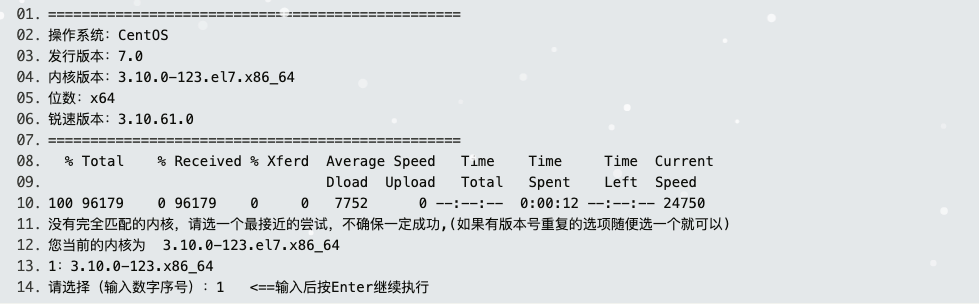 01. =================================================
02. 操作系统：CentOS
03. 发行版本：7.0
04. 内核版本：3.10.0-123.el7.x86_64
05. 位数：x64
06. 锐速版本：3.10.61.0
07. =================================================
08. % Total % Received % Xferd Average Speed Time Time Time Current
09. Dload Upload Total Spent Left Speed
10. 100 96179 0 96179 0 0 7752 0 --:--:-- 0:00:12 --:--:-- 24750
11. 没有完全匹配的内核，请选一个最接近的尝试，不确保一定成功,(如果有版本号重复的选项随便选一个就可以)
12. 您当前的内核为 3.10.0-123.el7.x86_64
13. 1：3.10.0-123.x86_64
14. 请选择（输入数字序号）：1 <==输入后按Enter继续执行